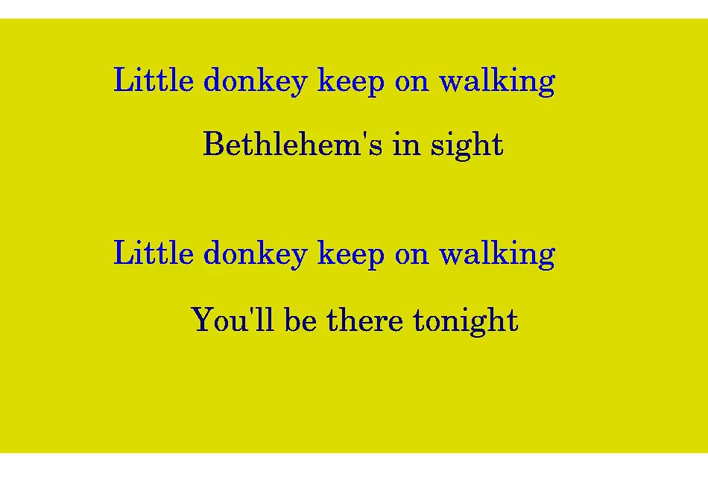 Little donkey keep on walking
Bethlehem's in sight
Little donkey keep on walking
You'll be there tonight